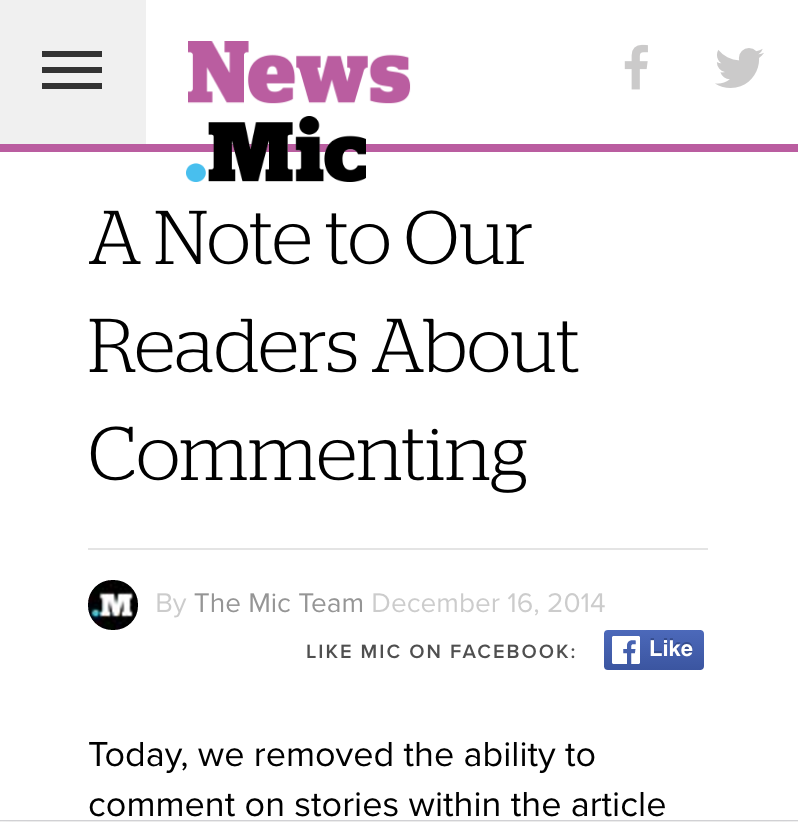 News
.Mic
A Note to Our
Readers About
Commenting
.M
By The Mic Team December 16, 2014
LIKE MIC ON FACEBOOK:
f Like
Today, we removed the ability to
comment on stories within the article